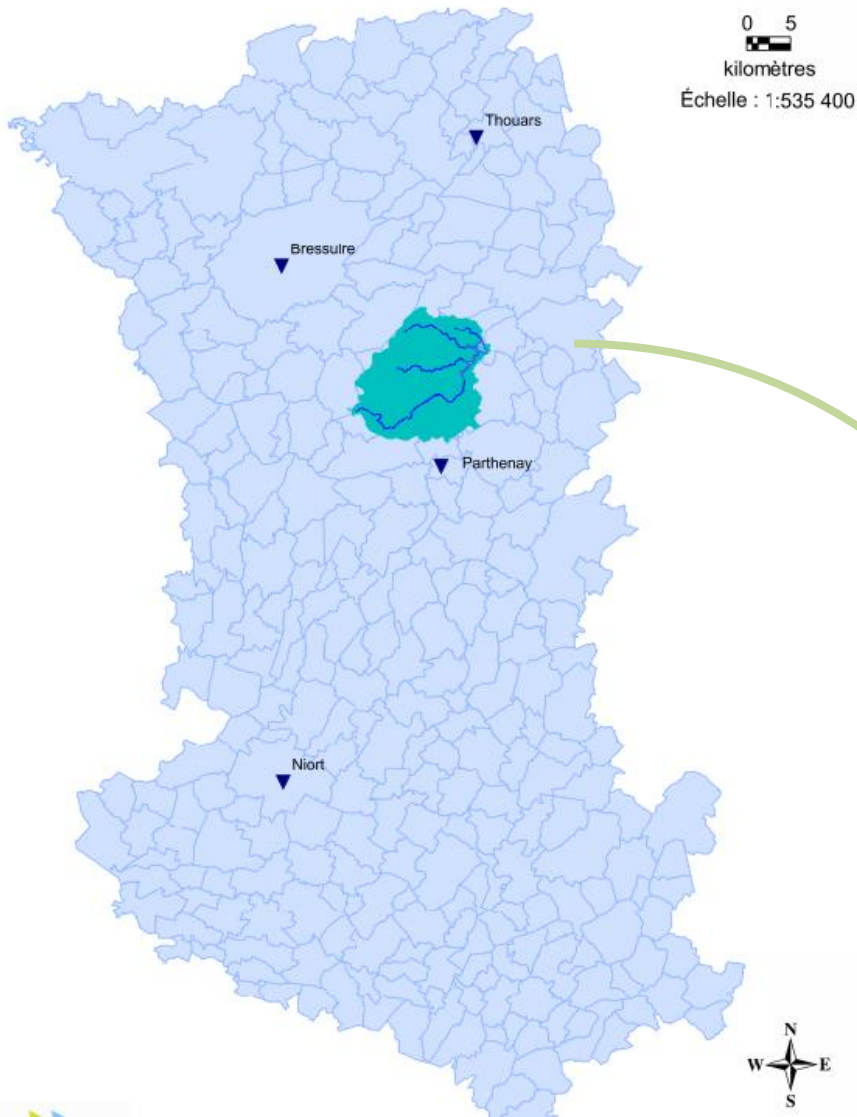 0 5
kilomètres
Échelle : 1:535 400
Thouars
Bressuire
Parthenay
Niort
N
W E
S